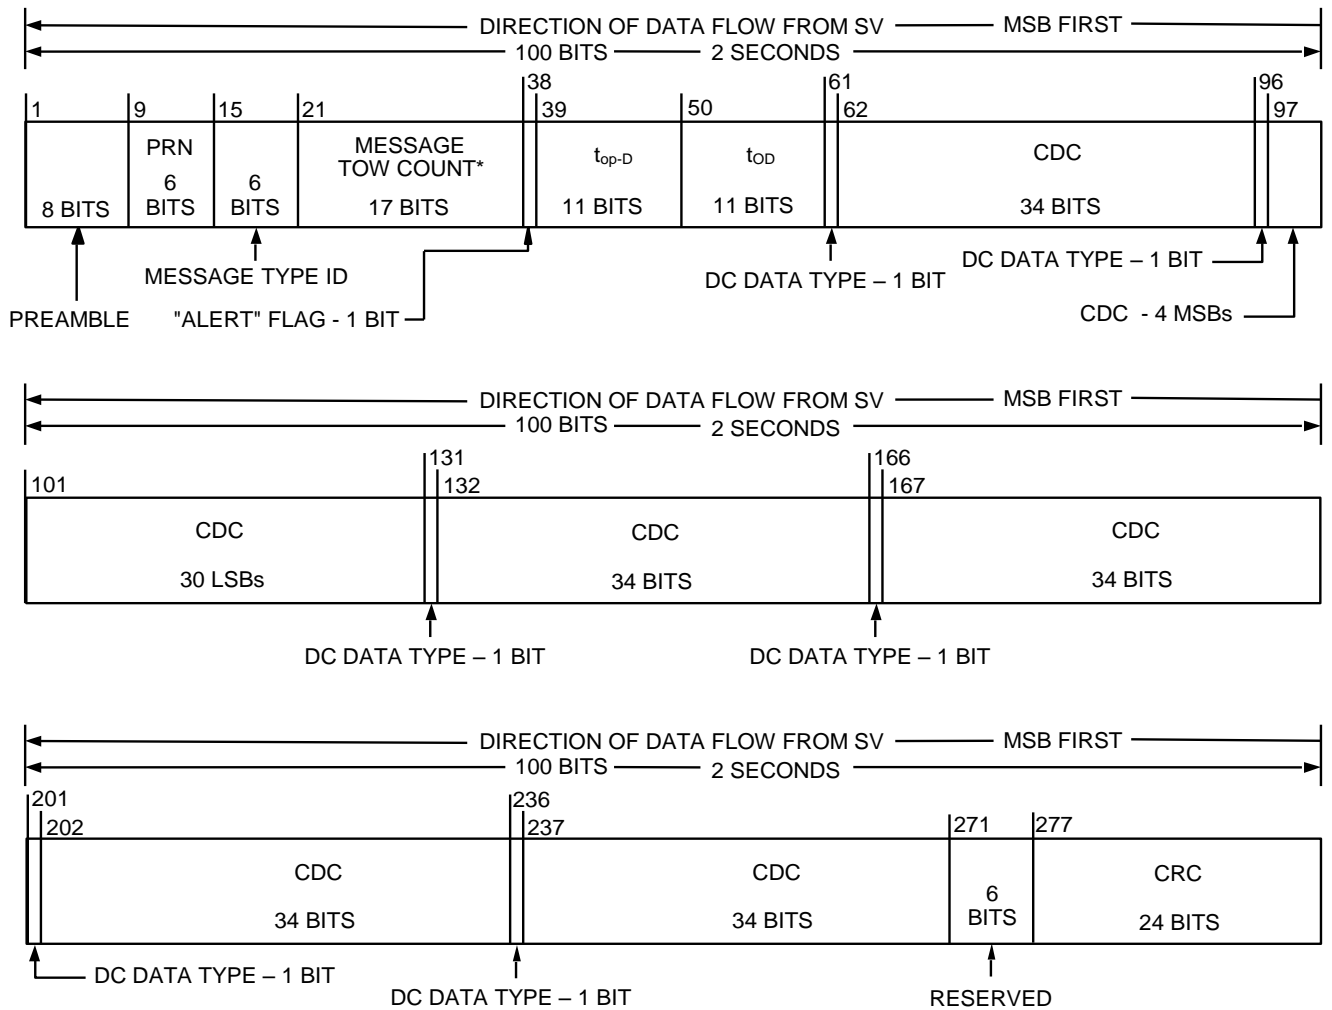 DIRECTION OF DATA FLOW FROM SV MSB FIRST
100 BITS 2 SECONDS
1 9 15 21 38 39 50 61 62 96 97
8 BITS
PRN
6
BITS
6
BITS
MESSAGE
TOW COUNT*
17 BITS
top-D
11 BITS
tOD
11 BITS
CDC
34 BITS
PREAMBLE
MESSAGE TYPE ID
"ALERT" FLAG - 1 BIT
DC DATA TYPE – 1 BIT
DC DATA TYPE – 1 BIT
CDC - 4 MSBs
DIRECTION OF DATA FLOW FROM SV MSB FIRST
100 BITS 2 SECONDS
101 131 132 166 167
CDC
30 LSBs
CDC
34 BITS
CDC
34 BITS
DC DATA TYPE – 1 BIT
DC DATA TYPE – 1 BIT
DIRECTION OF DATA FLOW FROM SV MSB FIRST
100 BITS 2 SECONDS
201 202 236 237 271 277
CDC
34 BITS
CDC
34 BITS
6
BITS
CRC
24 BITS
DC DATA TYPE – 1 BIT
DC DATA TYPE – 1 BIT
RESERVED